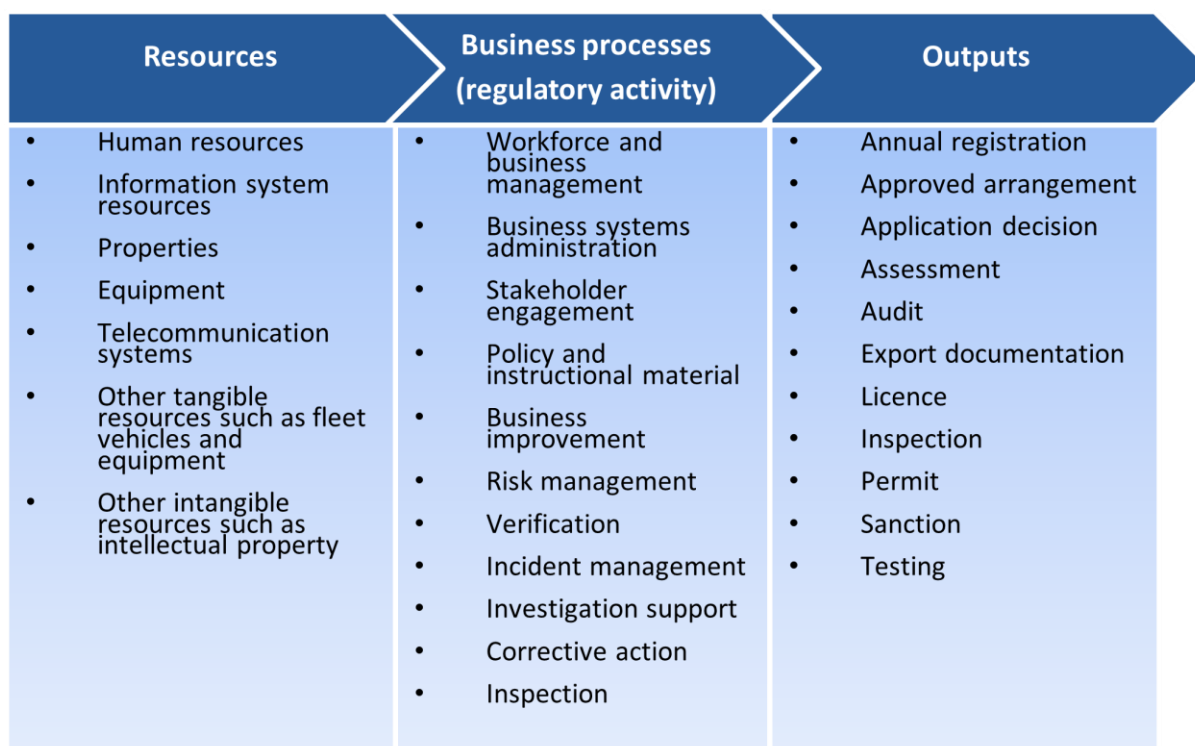 Resources
Business processes
(regulatory activity)
Outputs
• Human resources
• Information system
resources
• Properties
• Equipment
• Telecommunication
systems
• Other tangible
resources such as fleet
vehicles and
equipment
• Other intangible
resources such as
intellectual property
• Workforce and
business
management
• Business systems
administration
• Stakeholder
engagement
• Policy and
instructional material
• Business
improvement
• Risk management
• Verification
• Incident management
• Investigation support
• Corrective action
• Inspection
• Annual registration
• Approved arrangement
• Application decision
• Assessment
• Audit
• Export documentation
• Licence
• Inspection
• Permit
• Sanction
• Testing